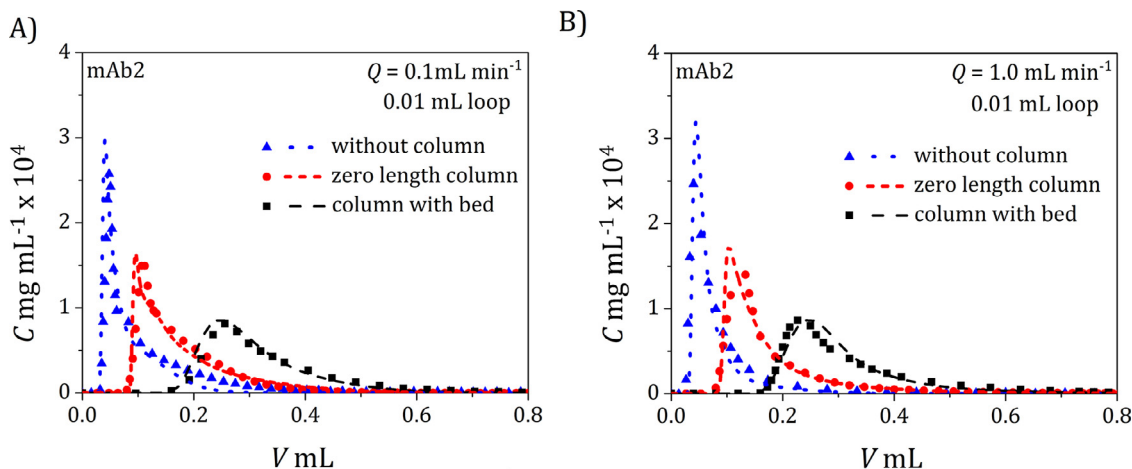 A)
mAb2
Q = 0.1mL min⁻¹
0.01 mL loop
without column
zero length column
column with bed
C mg mL⁻¹ x 10⁴
4
3
2
1
0
0.0 0.2 0.4 0.6 0.8
V mL
B)
mAb2
Q = 1.0 mL min⁻¹
0.01 mL loop
without column
zero length column
column with bed
C mg mL⁻¹ x 10⁴
4
3
2
1
0
0.0 0.2 0.4 0.6 0.8
V mL